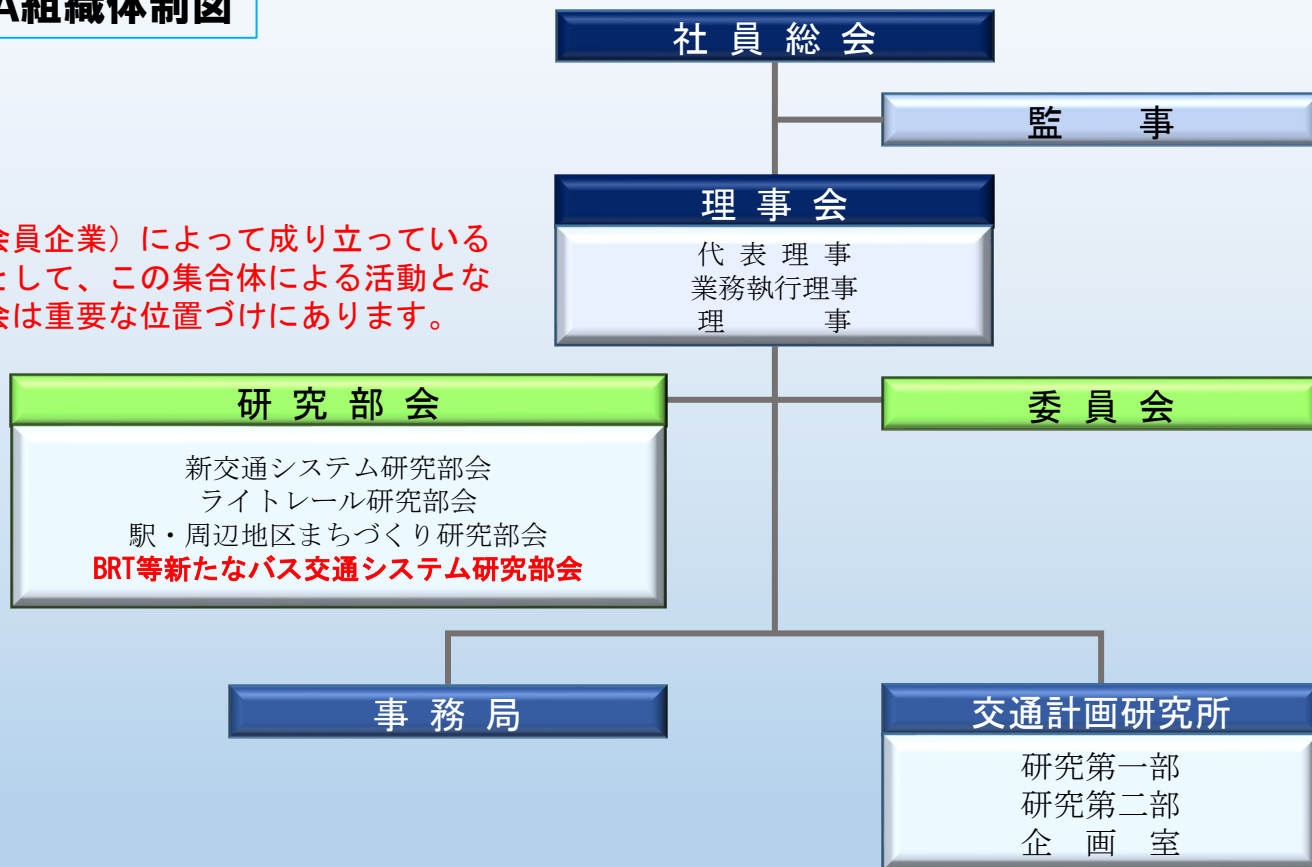 A組織体制図
社員総会
監事
理事会
代表理事
業務執行理事
理事
会員企業）によって成り立っている
として、この集合体による活動とな
会は重要な位置づけにあります。
研究部会
新交通システム研究部会
ライトレール研究部会
駅・周辺地区まちづくり研究部会
BRT等新たなバス交通システム研究部会
委員会
事務局
交通計画研究所
研究第一部
研究第二部
企画室